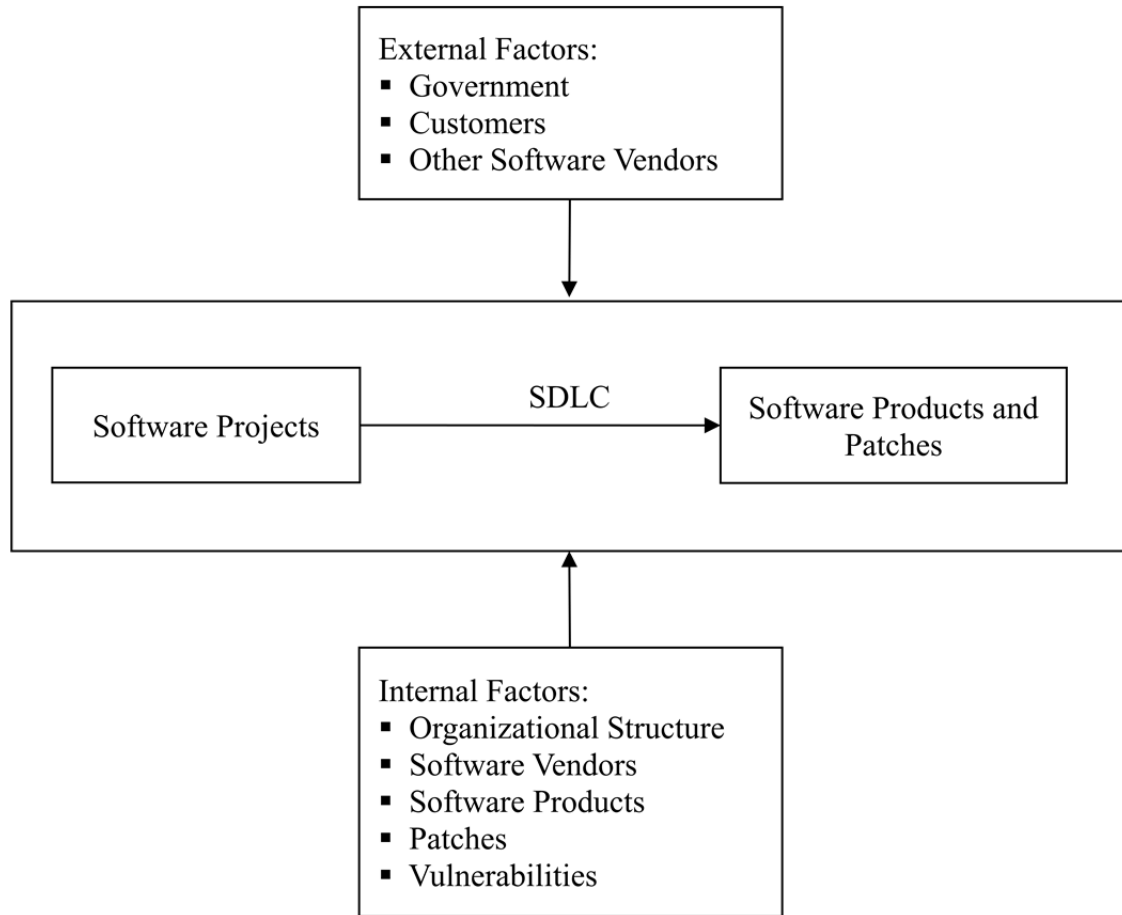 External Factors:
▪ Government
▪ Customers
▪ Other Software Vendors
SDLC
Software Projects
Software Products and
Patches
Internal Factors:
▪ Organizational Structure
▪ Software Vendors
▪ Software Products
▪ Patches
▪ Vulnerabilities